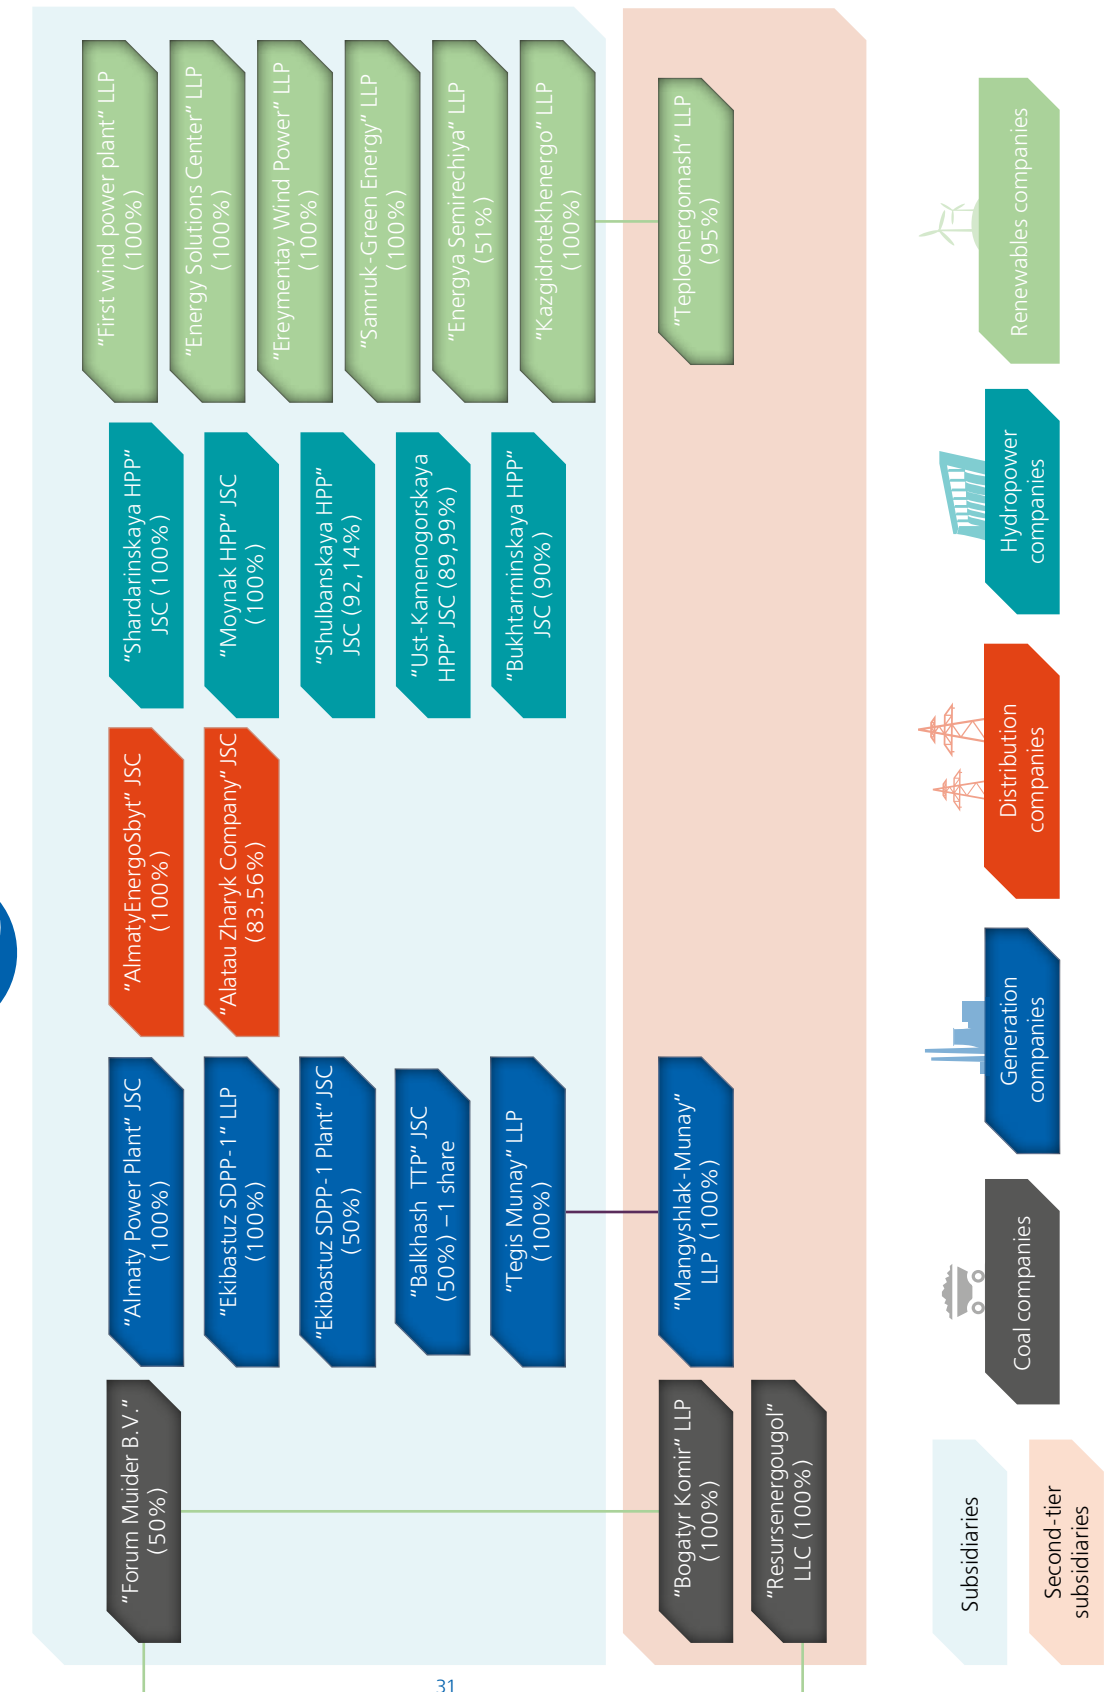 “Forum Muider B.V.”
(50%)
“Almaty Power Plant” JSC
(100%)
“Ekibastuz SDPP-1” LLP
(100%)
“Ekibastuz SDPP-1 Plant” JSC
(50%)
“Balkhash TTP” JSC
(50%) –1 share
“Tegis Munay” LLP
(100%)
“AlmatyEnergoSbyt” JSC
(100%)
“Alatau Zharyk Company” JSC
(83.56%)
“Shardarinskaya HPP”
JSC (100%)
“Moynak HPP” JSC
(100%)
“Shulbanskaya HPP”
JSC (92,14%)
“Ust-Kamenogorskaya
HPP” JSC (89,99%)
“Bukhtarminskaya HPP”
JSC (90%)
“First wind power plant” LLP
(100%)
“Energy Solutions Center” LLP
(100%)
“Ereymentay Wind Power” LLP
(100%)
“Samruk-Green Energy” LLP
(100%)
“Energya Semirechiya” LLP
(51%)
“Kazgidrotekhenergo” LLP
(100%)
“Bogatyr Komir” LLP
(100%)
“Resursenergougol”
LLC (100%)
“Mangyshlak-Munay”
LLP (100%)
“Teploenergomash” LLP
(95%)
Subsidiaries
Second-tier
subsidiaries
Coal companies
Generation
companies
Distribution
companies
Hydropower
companies
Renewables companies
31